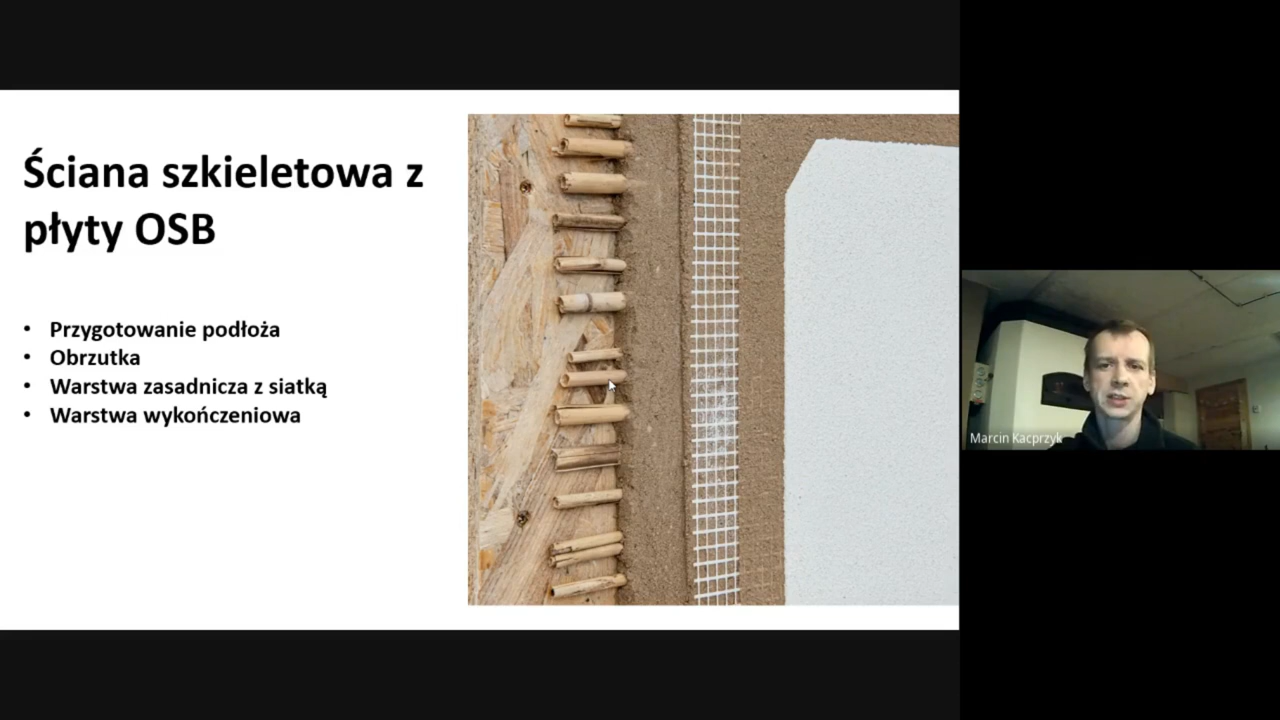 Ściana szkieletowa z
płyty OSB
• Przygotowanie podłoża
• Obrzutka
• Warstwa zasadnicza z siatką
• Warstwa wykończeniowa
Marcin Kacprzyk